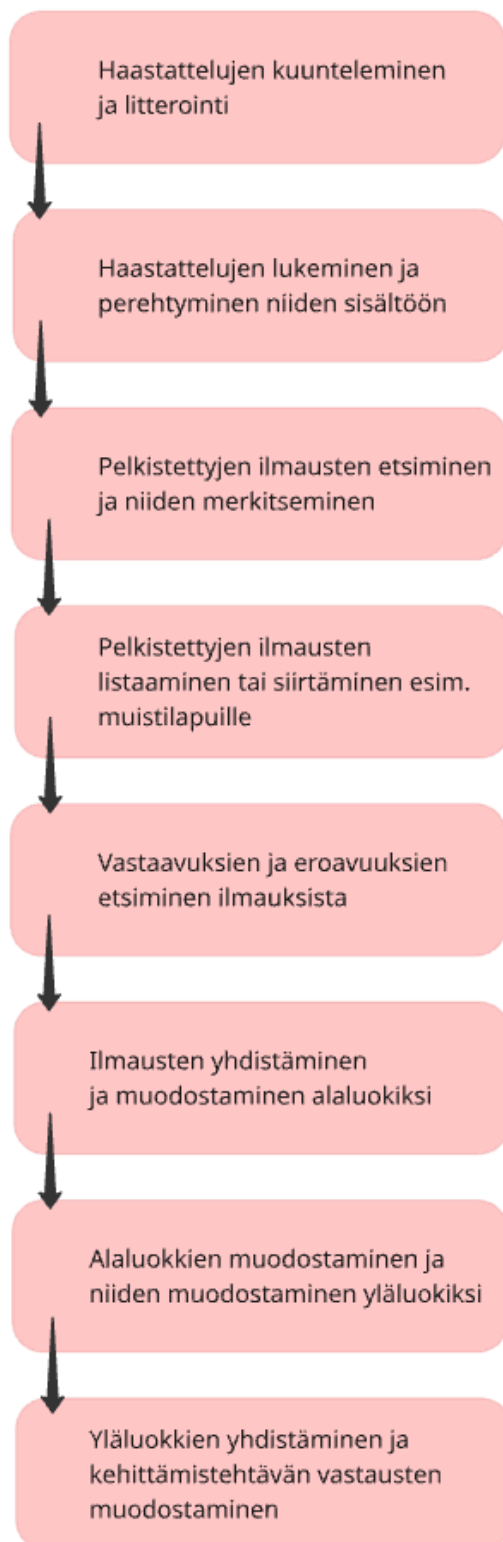 Haastattelujen kuunteleminen
ja litterointi
Haastattelujen lukeminen ja
perehtyminen niiden sisältöön
Pelkistettyjen ilmausten etsiminen
ja niiden merkitseminen
Pelkistettyjen ilmausten
listaaminen tai siirtäminen esim.
muistilapuille
Vastaavuksien ja eroavuuksien
etsiminen ilmauksista
Ilmausten yhdistäminen
ja muodostaminen alaluokiksi
Alaluokkien muodostaminen ja
niiden muodostaminen yläluokiksi
Yläluokkien yhdistäminen ja
kehittämistehtävän vastausten
muodostaminen